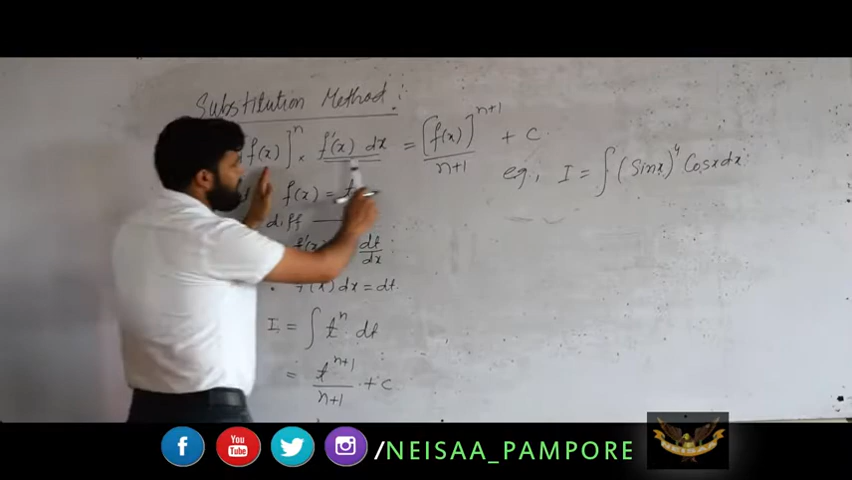 Substitution Method :
f(x)]ⁿ × f'(x) dx = [f(x)]ⁿ⁺¹ / n+1 + c
eg., I = ∫ (Sinx)⁴ Cosx dx
f(x) = t
diff
f'(x) dt/dx
f'(x) dx = dt
I = ∫ tⁿ dt
= tⁿ⁺¹ / n+1 + c
/NEISAA_PAMPORE
NEISAA